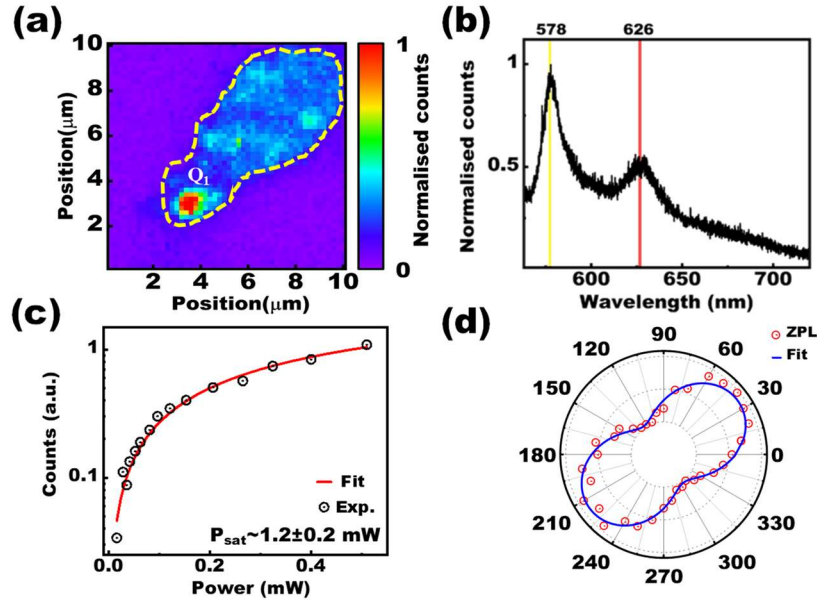 (a)
Position(μm)
10
8
6
4
2
Q1
2 4 6 8 10
Position(μm)
1
0
Normalised counts
(b)
578 626
Normalised counts
1
0.5
600 650 700
Wavelength (nm)
(c)
Counts (a.u.)
1
0.1
Fit
Exp.
Psat~1.2±0.2 mW
0.0 0.2 0.4
Power (mW)
(d)
ZPL
Fit
90
120 60
150 30
180 0
210 330
240 300
270